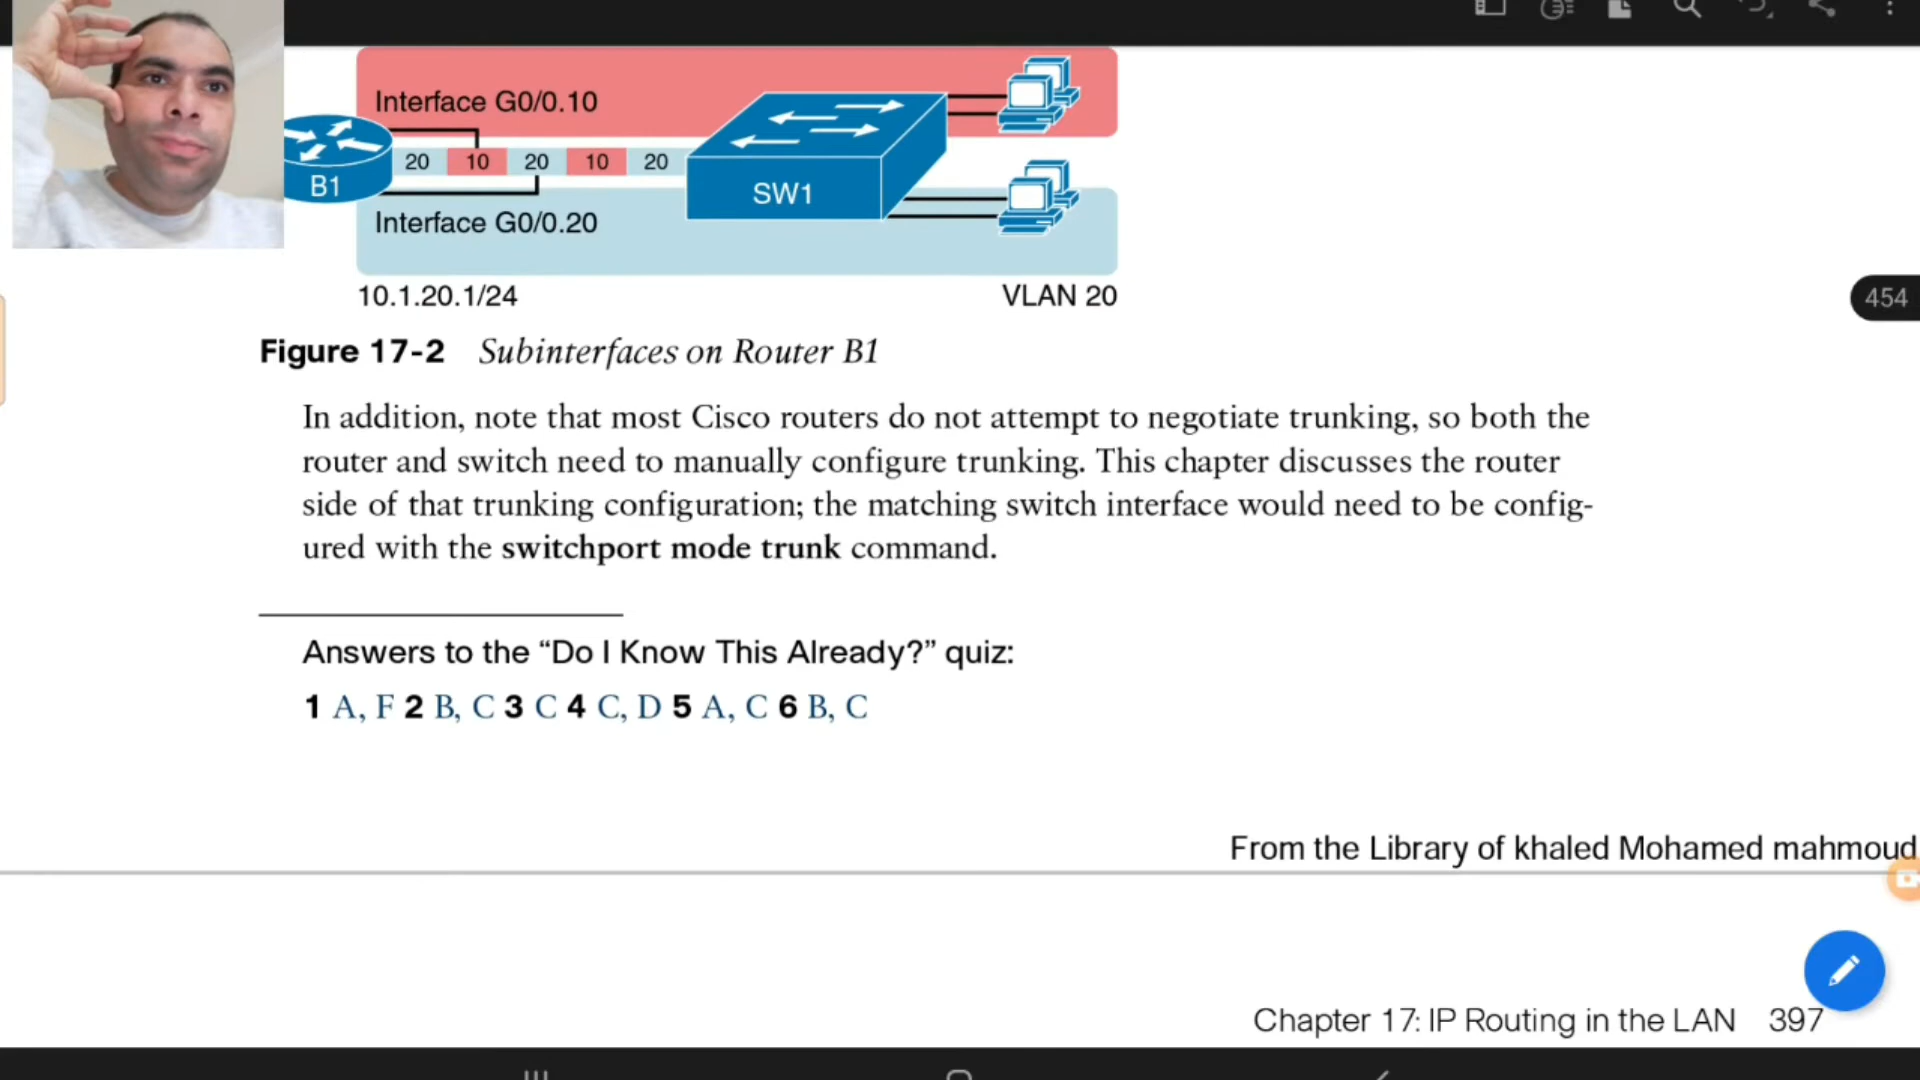 Interface G0/0.10
20 10 20 10 20
B1
SW1
Interface G0/0.20
10.1.20.1/24 VLAN 20
454
Figure 17-2 Subinterfaces on Router B1
In addition, note that most Cisco routers do not attempt to negotiate trunking, so both the
router and switch need to manually configure trunking. This chapter discusses the router
side of that trunking configuration; the matching switch interface would need to be config-
ured with the switchport mode trunk command.
Answers to the “Do I Know This Already?” quiz:
1 A, F 2 B, C 3 C 4 C, D 5 A, C 6 B, C
From the Library of khaled Mohamed mahmoud
Chapter 17: IP Routing in the LAN 397